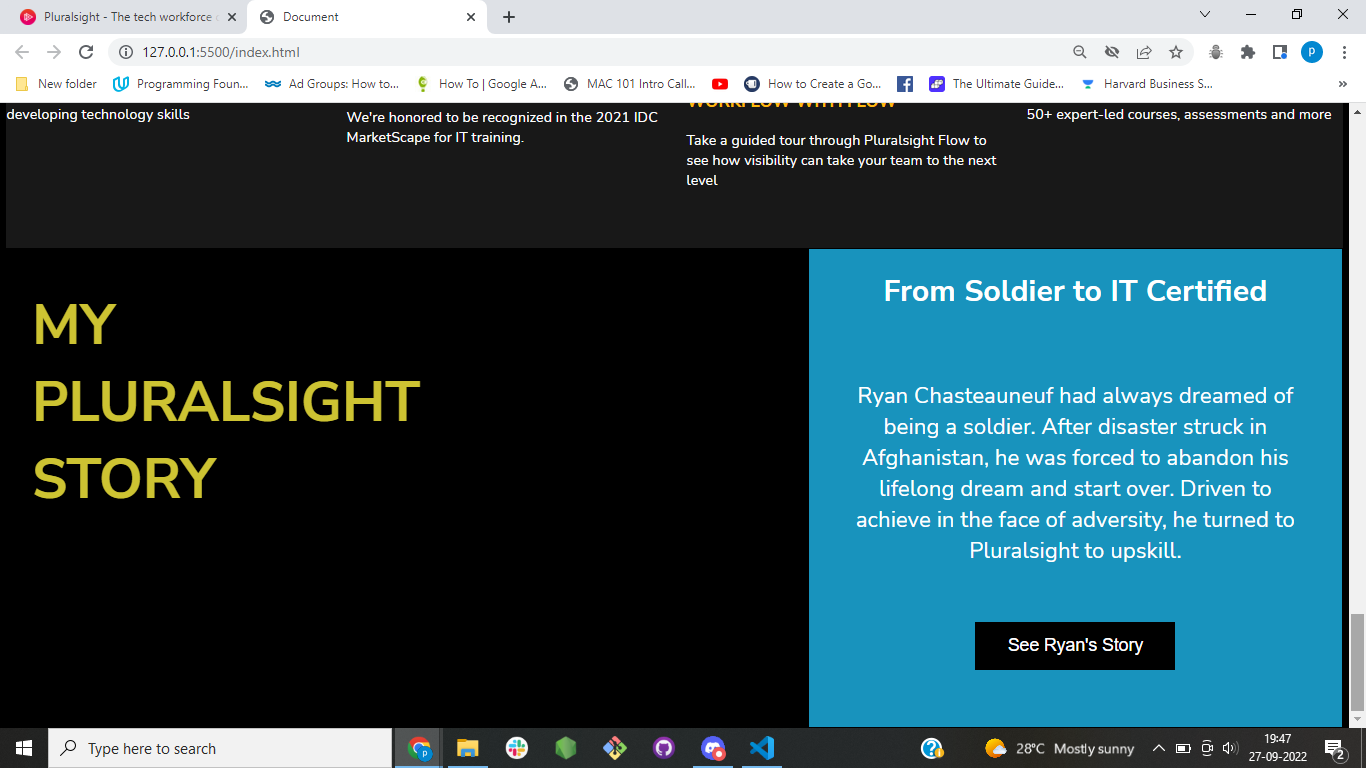 Pluralsight - The tech workforce
Document
127.0.0.1:5500/index.html
P
New folder
Programming Foun...
Ad Groups: How to...
How To | Google A...
MAC 101 Intro Call...
How to Create a Go...
The Ultimate Guide...
Harvard Business S...
»
developing technology skills
We're honored to be recognized in the 2021 IDC
MarketScape for IT training.
WORKFLOW WITH FLOW
Take a guided tour through Pluralsight Flow to
see how visibility can take your team to the next
level
50+ expert-led courses, assessments and more
MY
PLURALSIGHT
STORY
From Soldier to IT Certified
Ryan Chasteauneuf had always dreamed of
being a soldier. After disaster struck in
Afghanistan, he was forced to abandon his
lifelong dream and start over. Driven to
achieve in the face of adversity, he turned to
Pluralsight to upskill.
See Ryan's Story
Type here to search
28°C Mostly sunny
19:47
27-09-2022
2